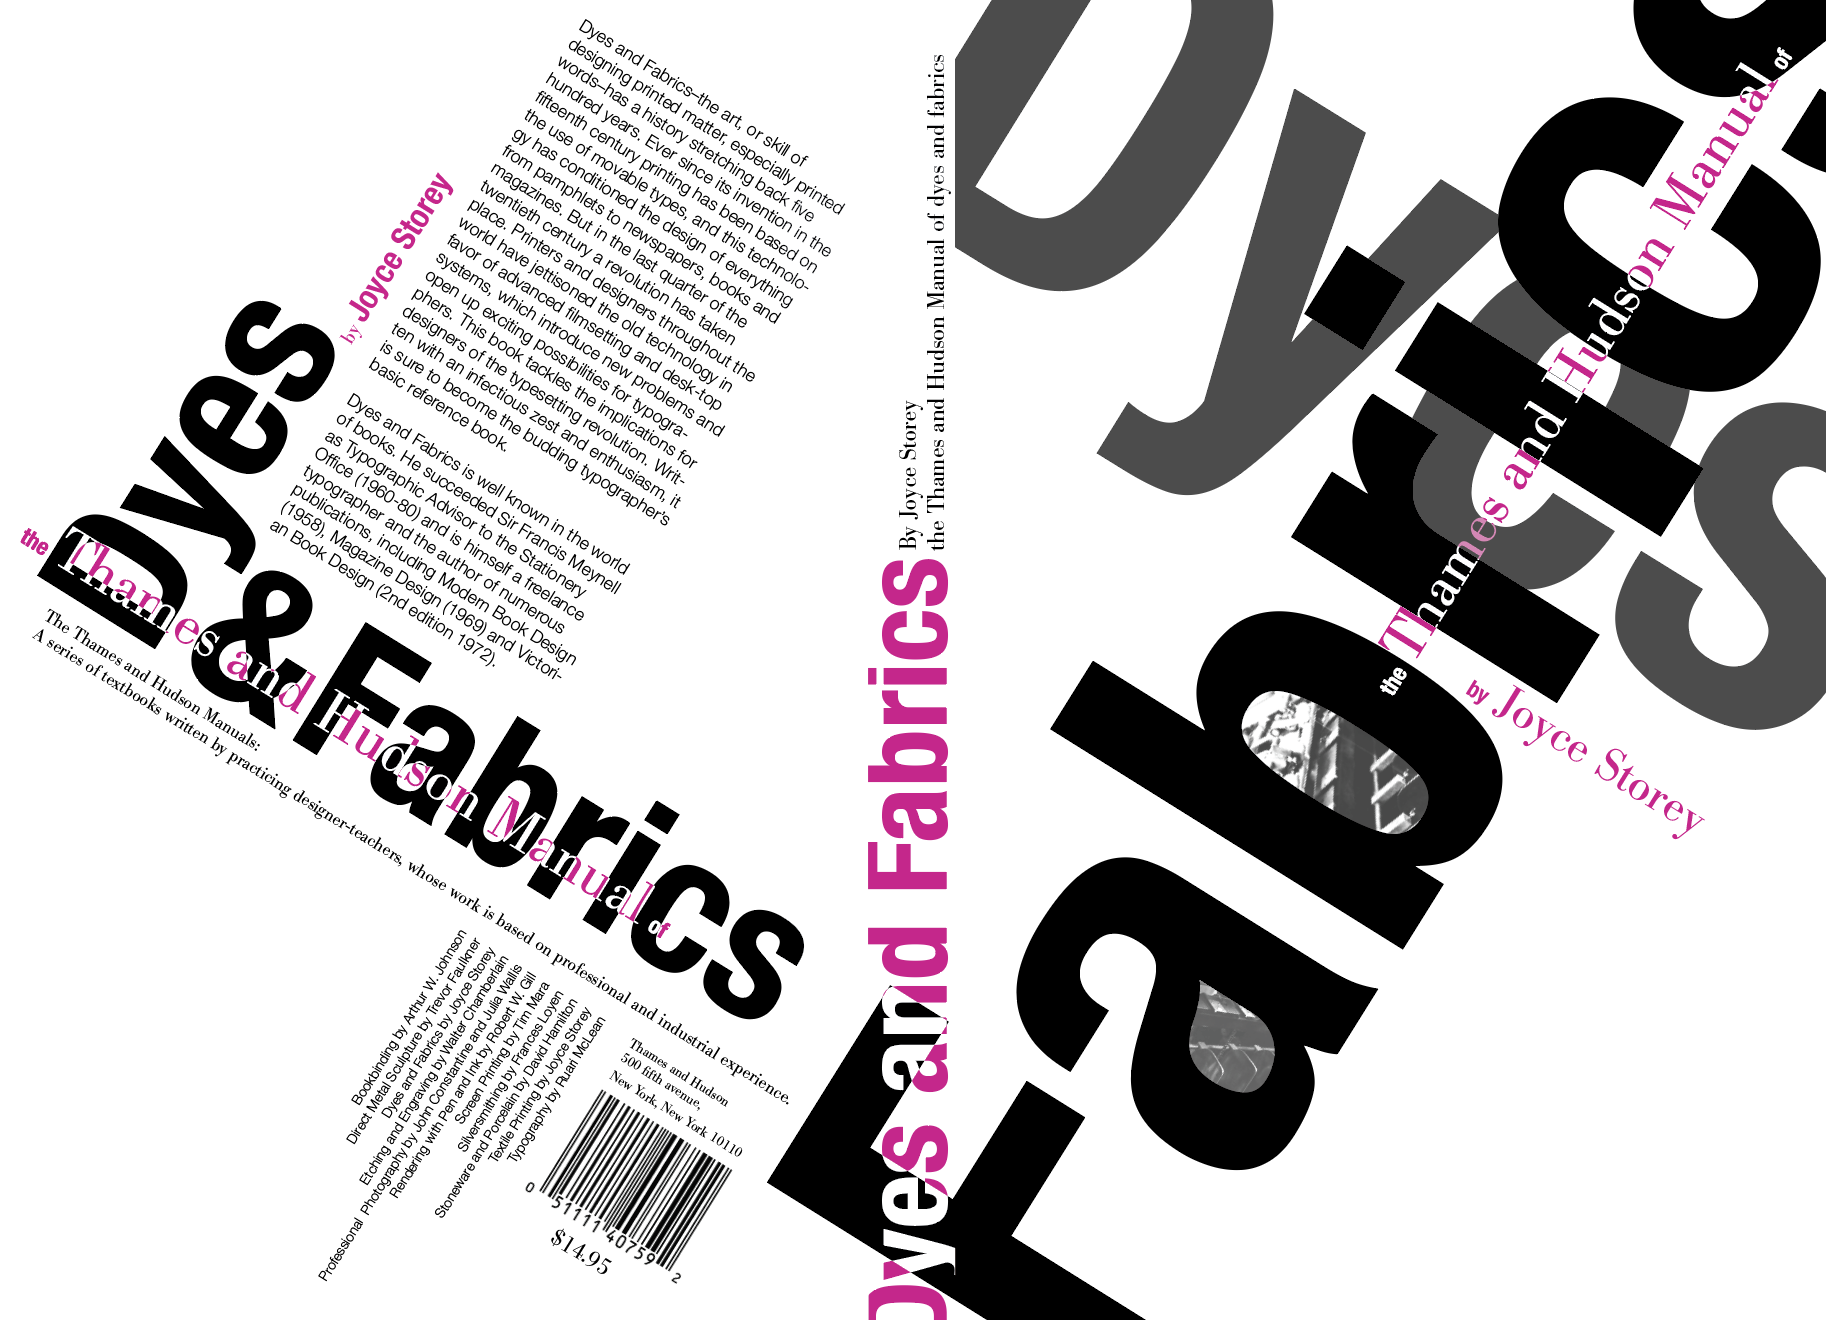 Dyes and Fabrics–the art, or skill of
designing printed matter, especially printed
words–has a history stretching back five
hundred years. Ever since its invention in the
fifteenth century printing has been based on
the use of movable types, and this technolo-
gy has conditioned the design of everything
from pamphlets to newspapers, books and
magazines. But in the last quarter of the
twentieth century a revolution has taken
place. Printers and designers throughout the
world have jettisoned the old technology in
favor of advanced filmsetting and desk-top
systems, which introduce new problems and
open up exciting possibilities for typogra-
phers. This book tackles the implications for
designers of the typesetting revolution. Writ-
ten with an infectious zest and enthusiasm, it
is sure to become the budding typographer's
basic reference book.
Dyes and Fabrics is well known in the world
of books. He succeeded Sir Francis Meynell
as Typographic Advisor to the Stationery
Office (1960-80) and is himself a freelance
typographer and the author of numerous
publications, including Modern Book Design
(1958), Magazine Design (1969) and Victori-
an Book Design (2nd edition 1972).
by Joyce Storey
Dyes
& Fabrics
the Thames and Hudson Manual of
The Thames and Hudson Manuals:
A series of textbooks written by practicing designer-teachers, whose work is based on professional and industrial experience.
Bookbinding by Arthur W. Johnson
Direct Metal Sculpture by Trevor Faulkner
Dyes and Fabrics by Joyce Storey
Etching and Engraving by Walter Chamberlain
Professional Photography by John Constantine and Julia Wallis
Rendering with Pen and Ink by Robert W. Gill
Screen Printing by Tim Mara
Silversmithing by Frances Loyen
Stoneware and Porcelain by David Hamilton
Textile Printing by Joyce Storey
Typography by Ruari McLean
Thames and Hudson
500 fifth avenue,
New York, New York 10110
0 51111 40759 2
$14.95
Dyes and Fabrics
By Joyce Storey
the Thames and Hudson Manual of dyes and fabrics
Dyes
Fabrics
the Thames and Hudson Manual of
by Joyce Storey